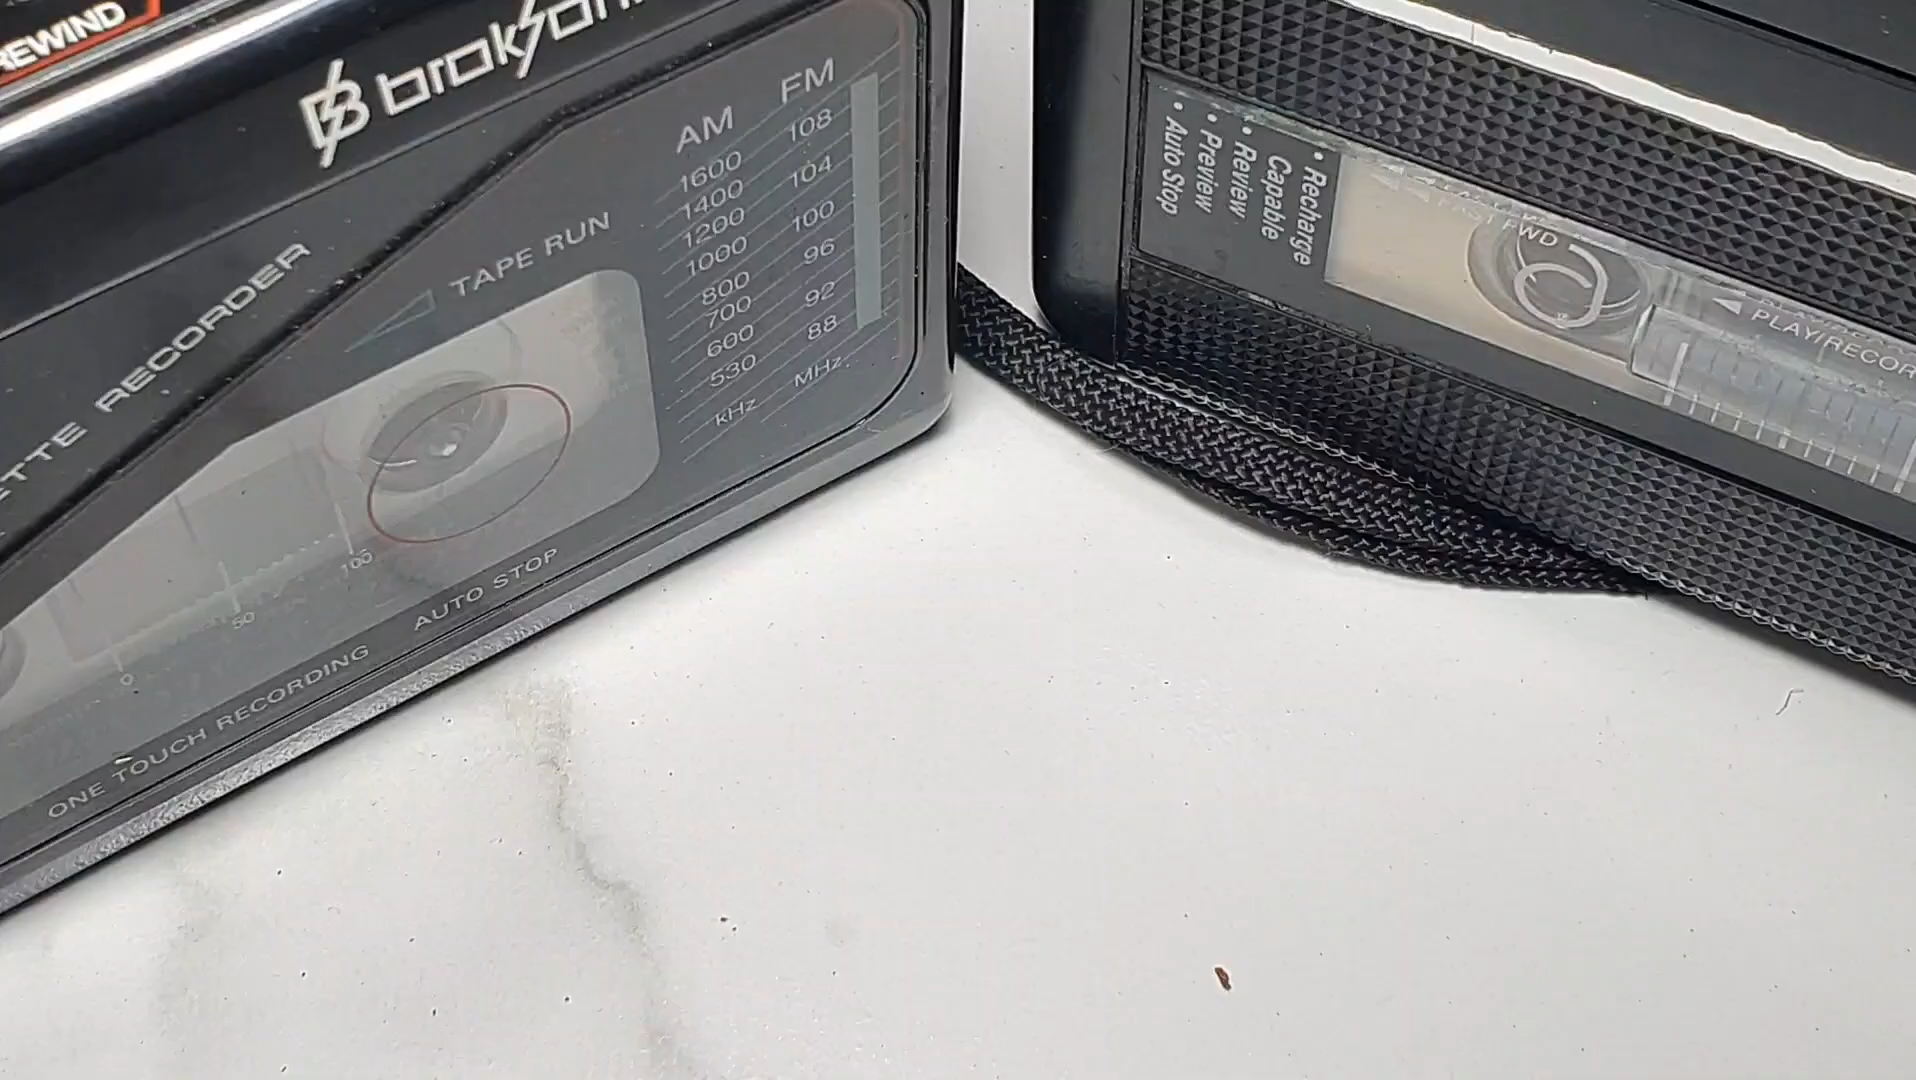 REWIND
broksonic
AM FM
1600 108
1400 104
1200 100
1000 96
800 92
700 88
600
530
kHz MHz
TAPE RUN
CASSETTE RECORDER
0 50 100
ONE TOUCH RECORDING AUTO STOP
• Recharge
Capable
• Review
• Preview
• Auto Stop
FAST FWD
PLAY/RECOR